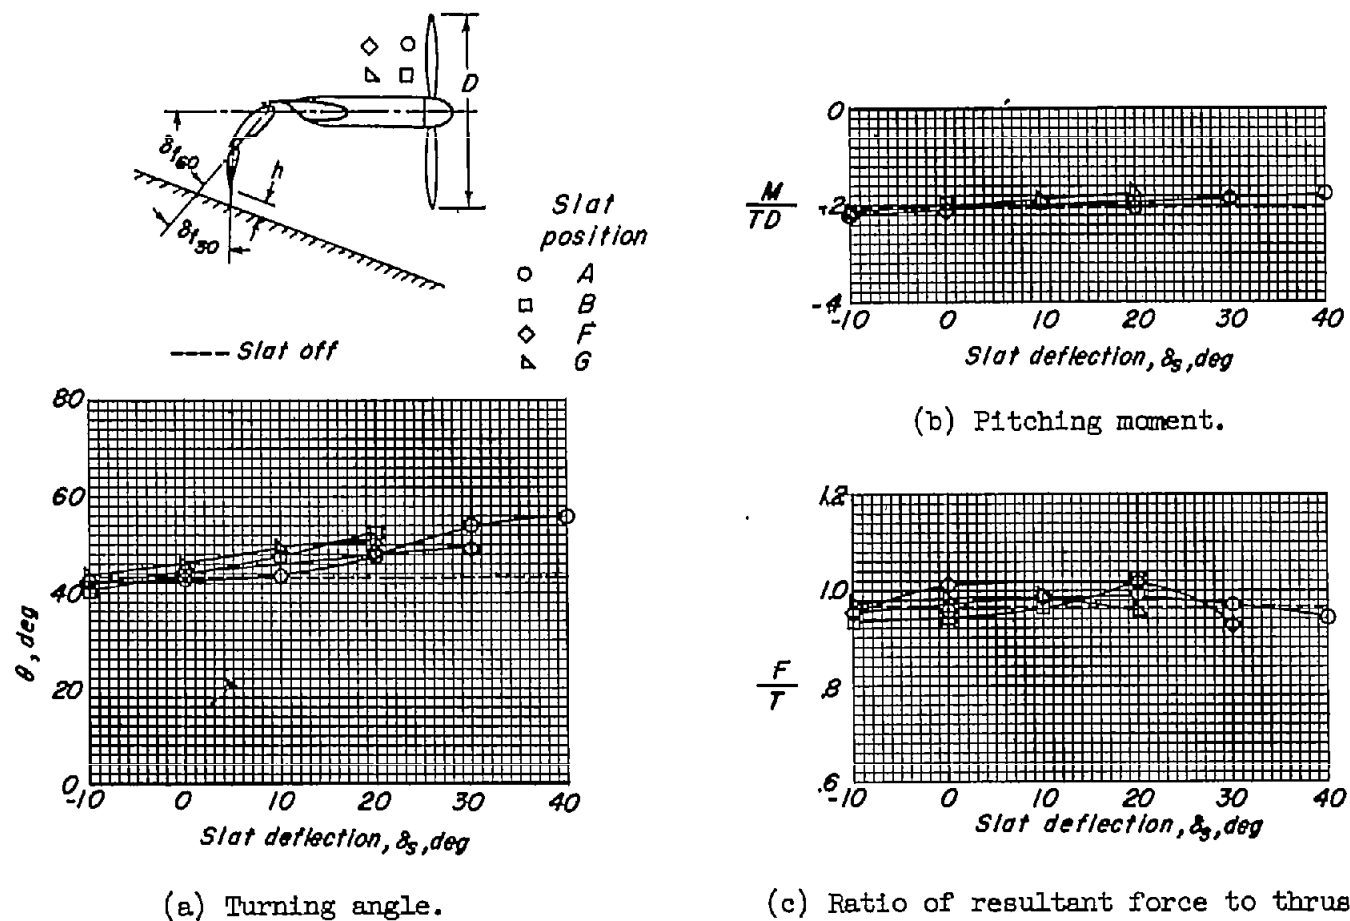 D
h
δf60
δf30
Slat
position
A
B
F
G
---- Slat off
80
60
40
20
0
θ, deg
-10 0 10 20 30 40
Slat deflection, δs, deg
(a) Turning angle.
0
-.2
-.4
M
TD
-10 0 10 20 30 40
Slat deflection, δs, deg
(b) Pitching moment.
1.2
1.0
.8
.6
F
T
-10 0 10 20 30 40
Slat deflection, δs, deg
(c) Ratio of resultant force to thrus